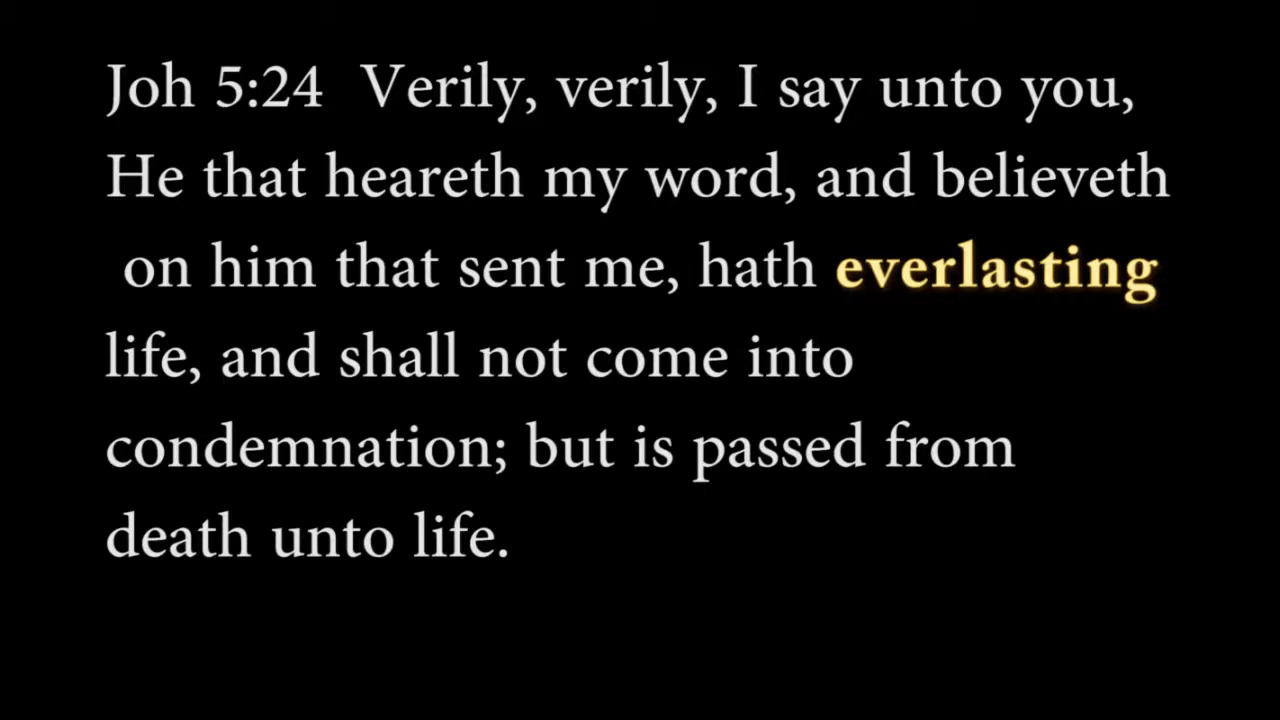 Joh 5:24  Verily, verily, I say unto you,
He that heareth my word, and believeth
on him that sent me, hath everlasting
life, and shall not come into
condemnation; but is passed from
death unto life.